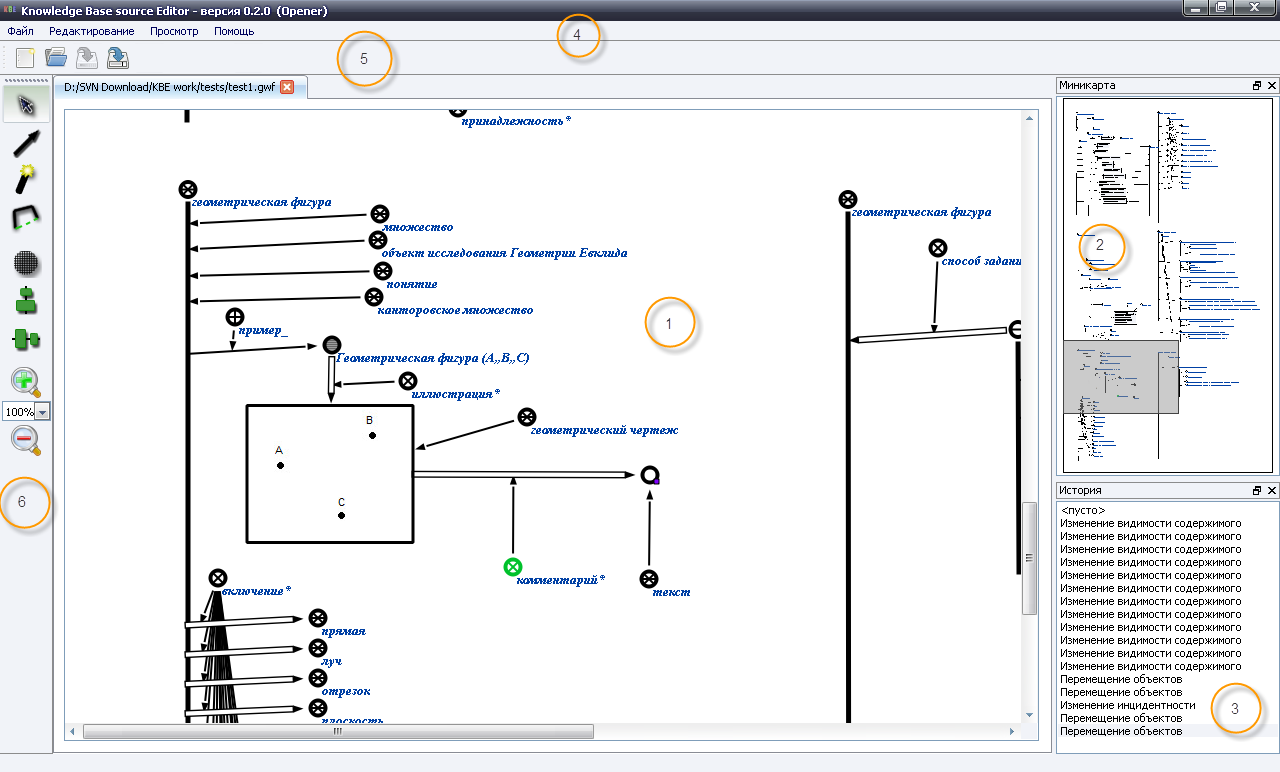 KBE Knowledge Base source Editor - версия 0.2.0 (Opener)
Файл Редактирование Просмотр Помощь
4
5
D:/SVN Download/KBE work/tests/test1.gwf
Миникарта
принадлежность*
геометрическая фигура
множество
объект исследования Геометрии Евклида
понятие
канторовское множество
пример_
Геометрическая фигура (A,,B,,C)
иллюстрация*
геометрический чертеж
A
B
C
комментарий*
текст
включение*
прямая
луч
отрезок
плоскость
1
геометрическая фигура
способ задани
2
100%
6
История
<пусто>
Изменение видимости содержимого
Изменение видимости содержимого
Изменение видимости содержимого
Изменение видимости содержимого
Изменение видимости содержимого
Изменение видимости содержимого
Изменение видимости содержимого
Изменение видимости содержимого
Изменение видимости содержимого
Изменение видимости содержимого
Изменение видимости содержимого
Изменение видимости содержимого
Перемещение объектов
Перемещение объектов
Изменение инцидентности
Перемещение объектов
Перемещение объектов
3